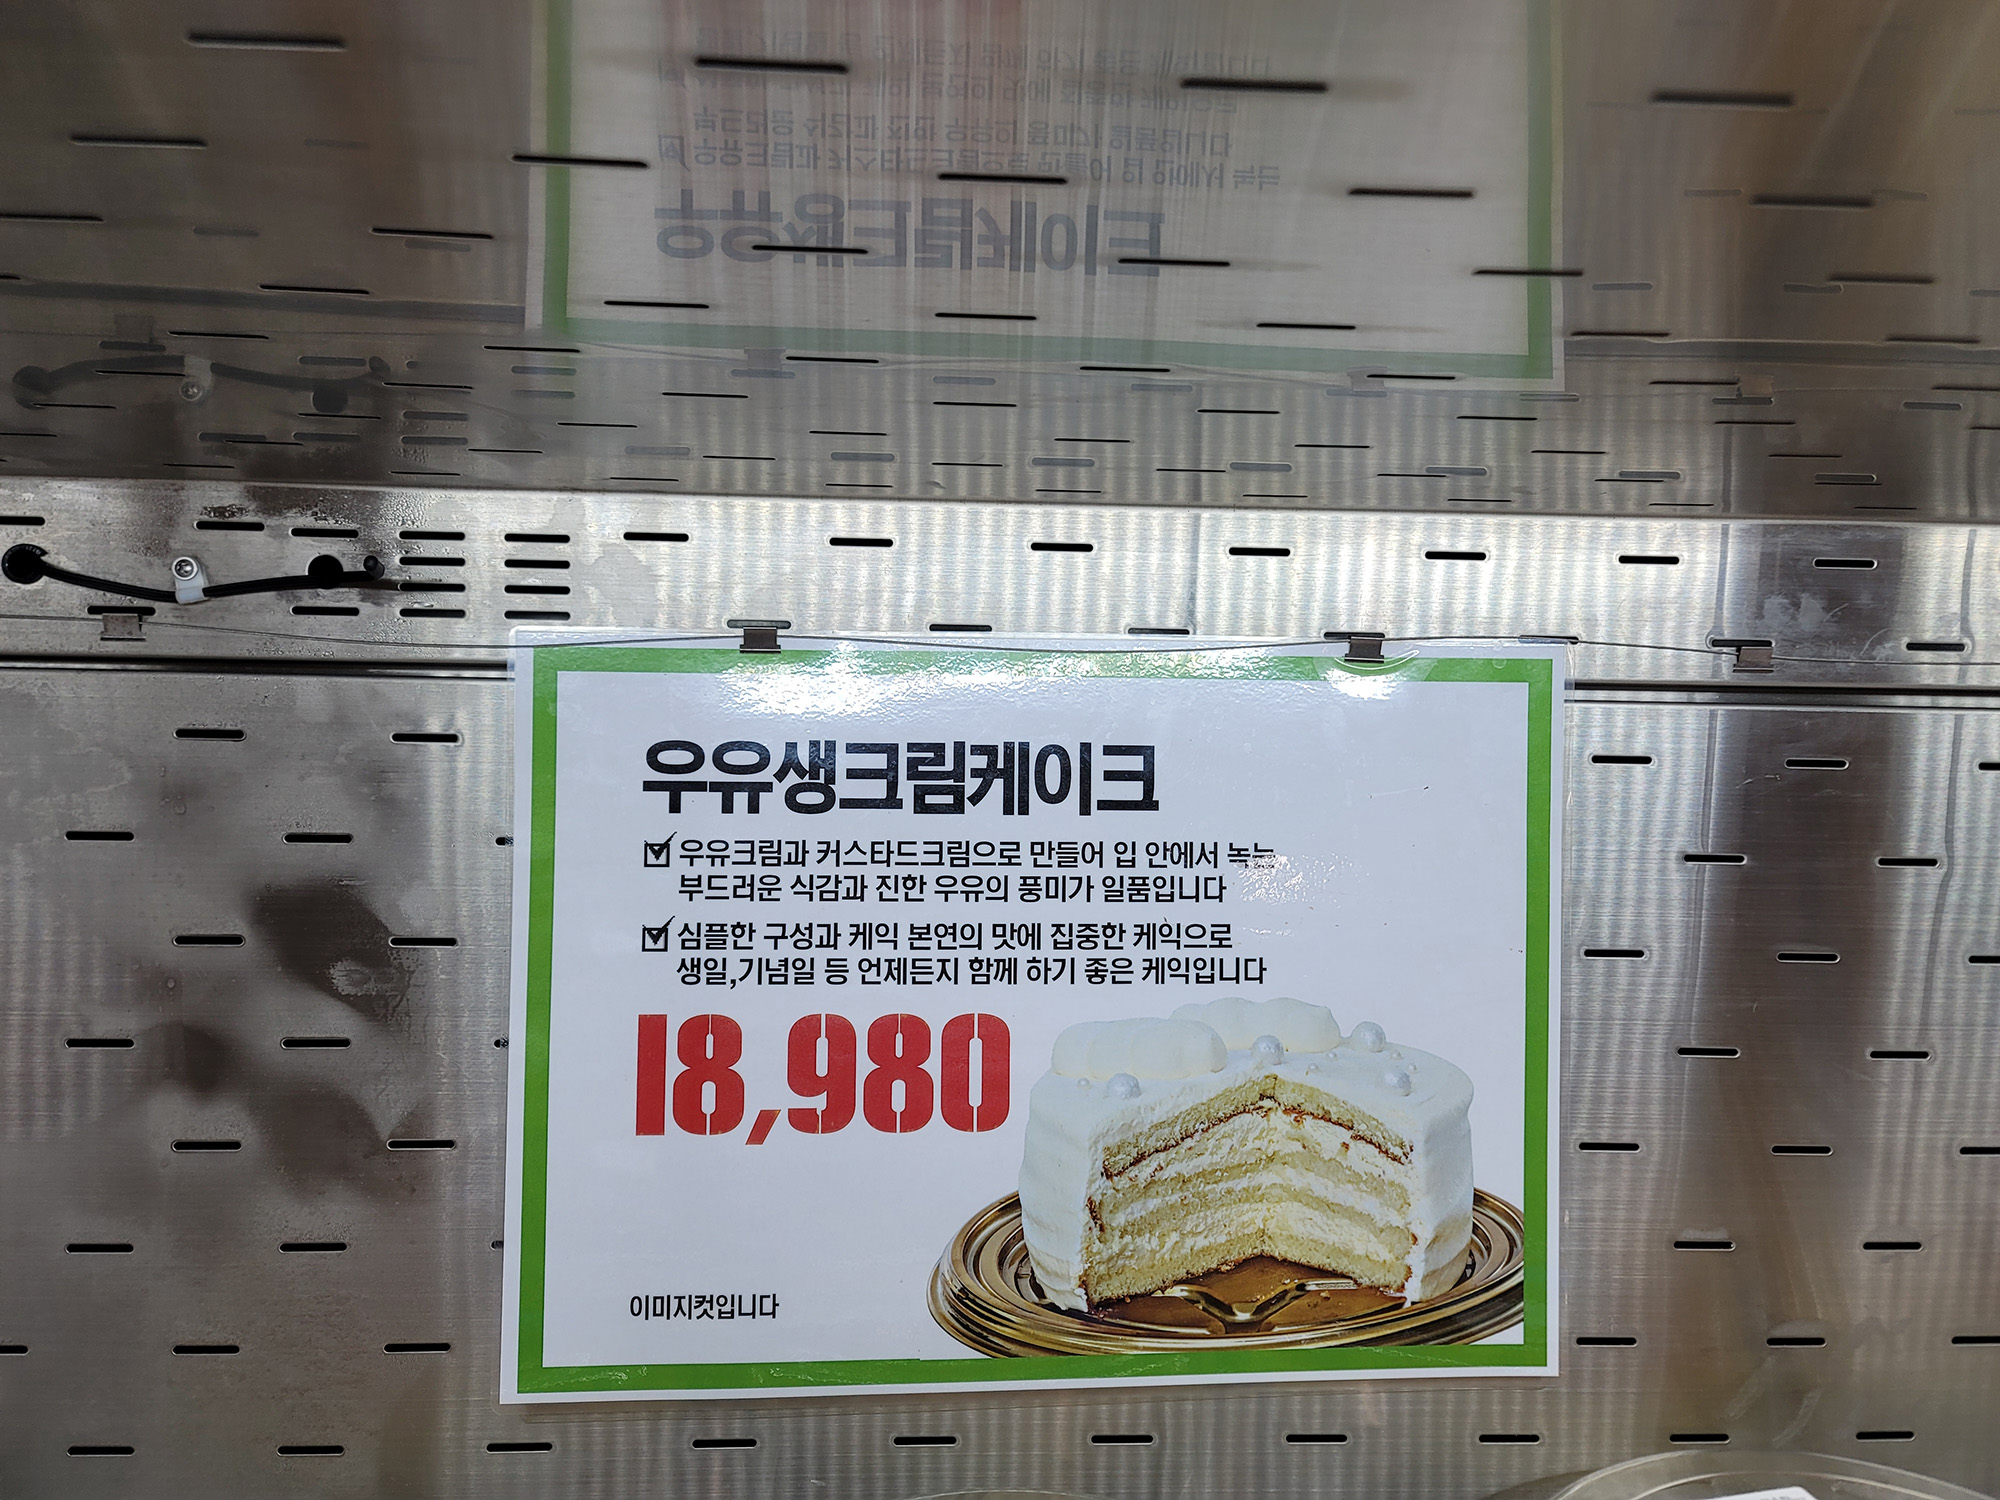 우유생크림케이크
우유크림과 커스타드크림으로 만들어 입 안에서 녹는
부드러운 식감과 진한 우유의 풍미가 일품입니다
심플한 구성과 케익 본연의 맛에 집중한 케익으로
생일,기념일 등 언제든지 함께 하기 좋은 케익입니다
18,980
이미지컷입니다